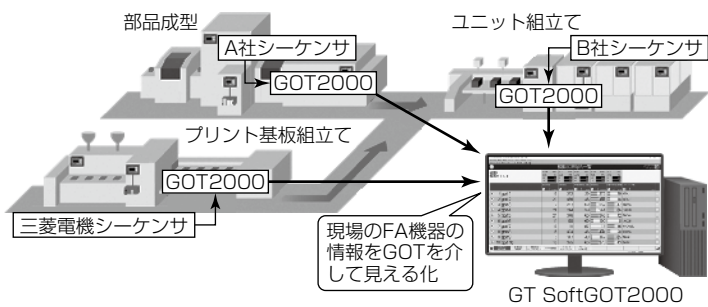 部品成型
ユニット組立て
A社シーケンサ
B社シーケンサ
GOT2000
GOT2000
プリント基板組立て
GOT2000
三菱電機シーケンサ
現場のFA機器の
情報をGOTを介
して見える化
GT SoftGOT2000